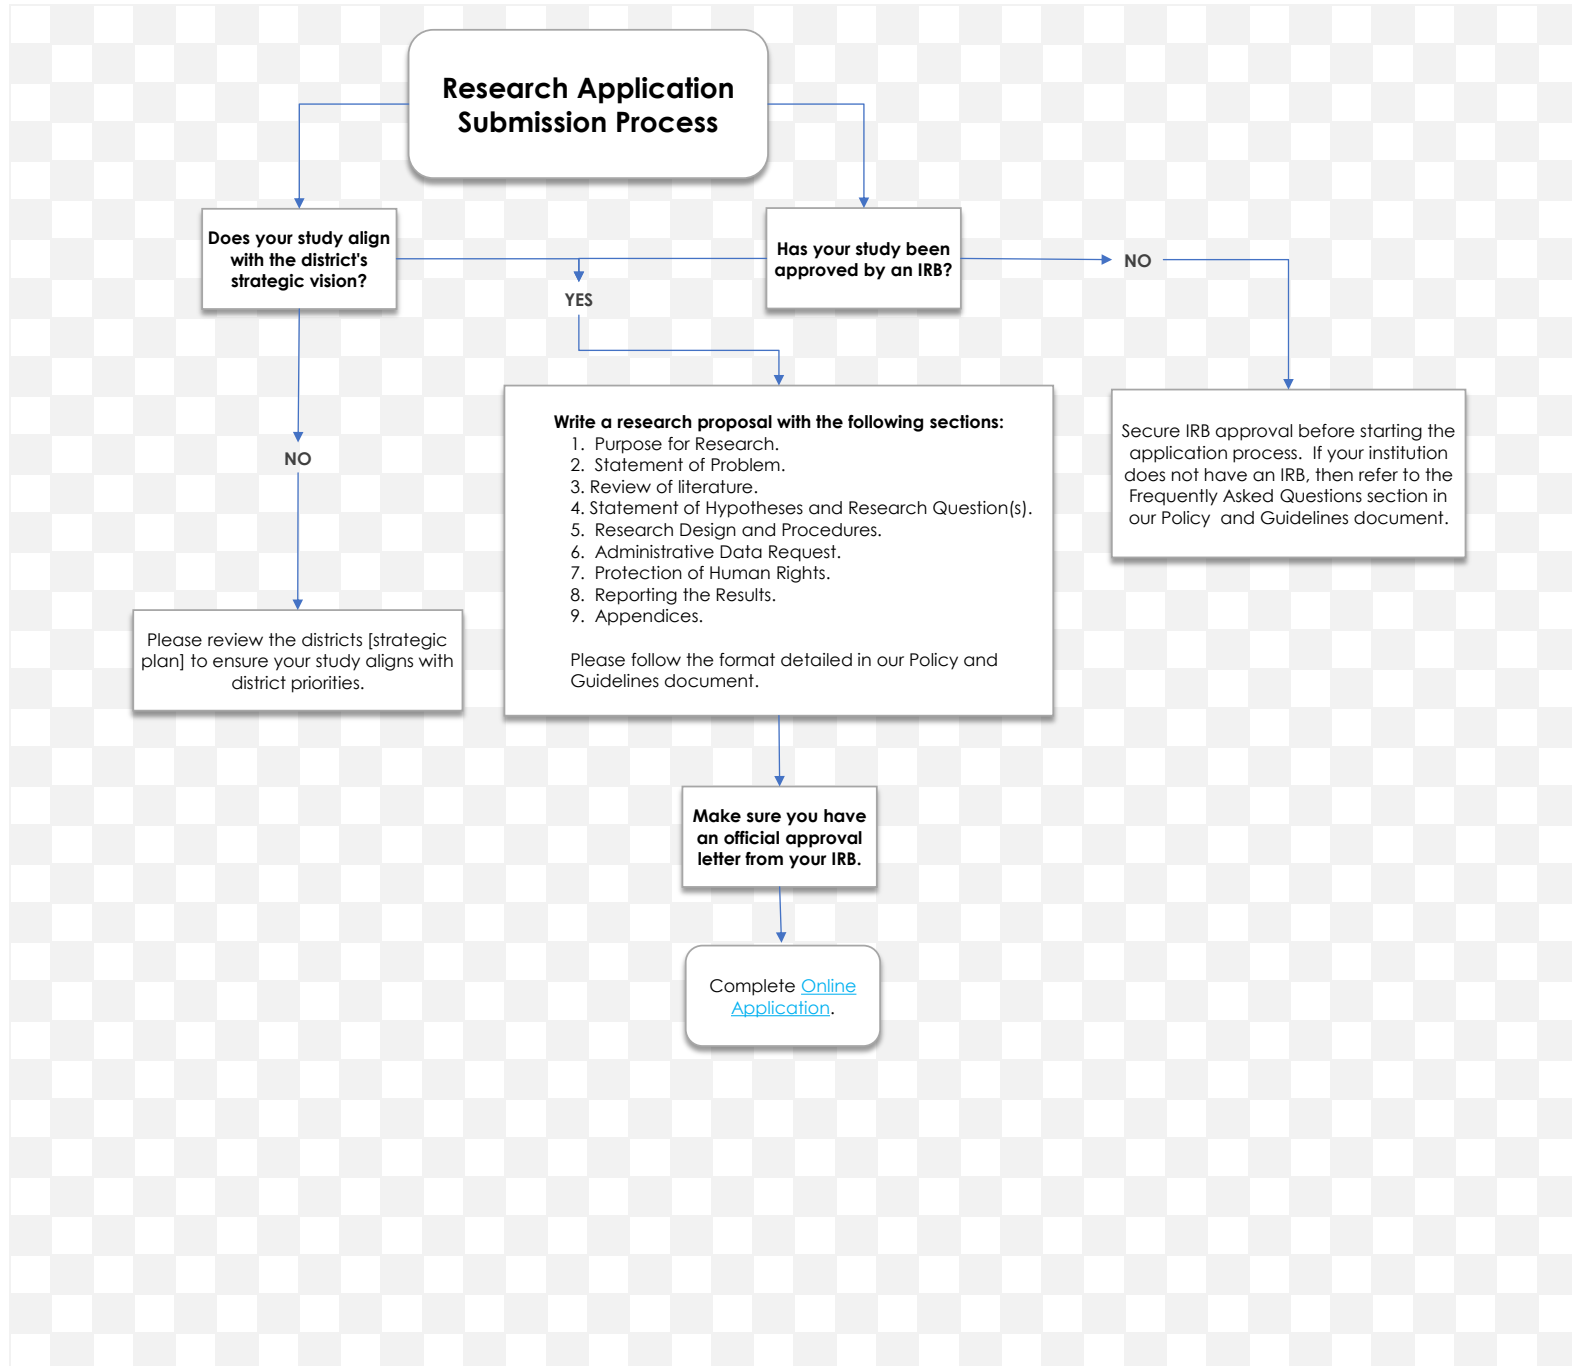 Research Application
Submission Process
Does your study align
with the district's
strategic vision?
Has your study been
approved by an IRB?
NO
YES
NO
Write a research proposal with the following sections:
1. Purpose for Research.
2. Statement of Problem.
3. Review of literature.
4. Statement of Hypotheses and Research Question(s).
5. Research Design and Procedures.
6. Administrative Data Request.
7. Protection of Human Rights.
8. Reporting the Results.
9. Appendices.
Please follow the format detailed in our Policy and
Guidelines document.
Secure IRB approval before starting the
application process. If your institution
does not have an IRB, then refer to the
Frequently Asked Questions section in
our Policy and Guidelines document.
Please review the districts [strategic
plan] to ensure your study aligns with
district priorities.
Make sure you have
an official approval
letter from your IRB.
Complete Online
Application.